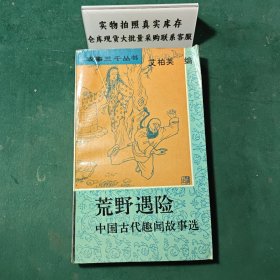 实物拍照真实库存
仓库现货大批量采购联系客服
故事三千丛书
艾柏英 编
荒野遇险
中国古代趣闻故事选